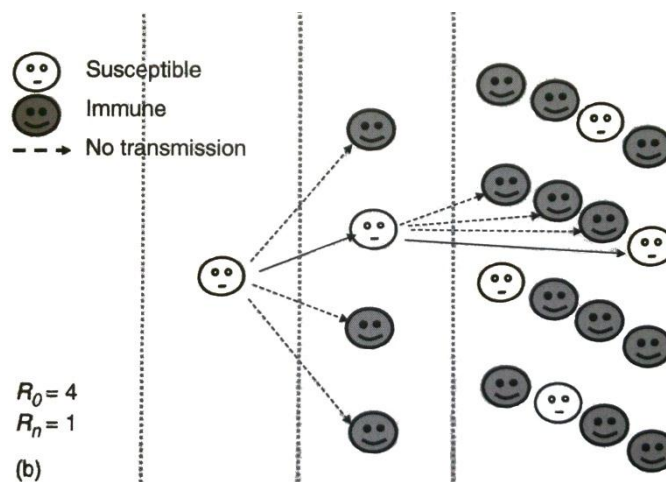 Susceptible
Immune
No transmission
R₀ = 4
Rₙ = 1
(b)